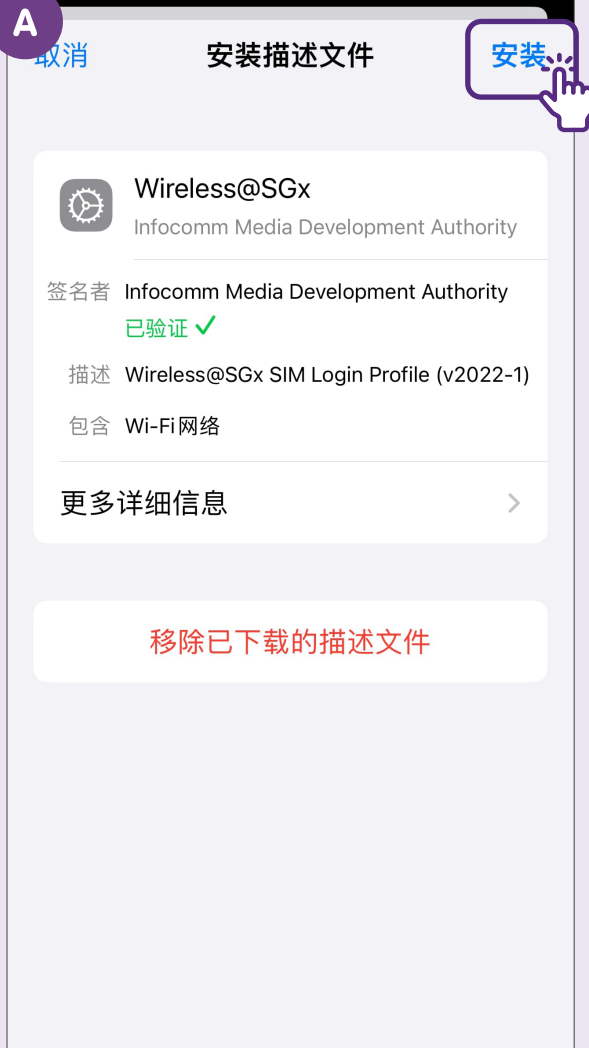 A
取消
安装描述文件
安装
Wireless@SGx
Infocomm Media Development Authority
签名者 Infocomm Media Development Authority
已验证
描述 Wireless@SGx SIM Login Profile (v2022-1)
包含 Wi-Fi网络
更多详细信息
移除已下载的描述文件